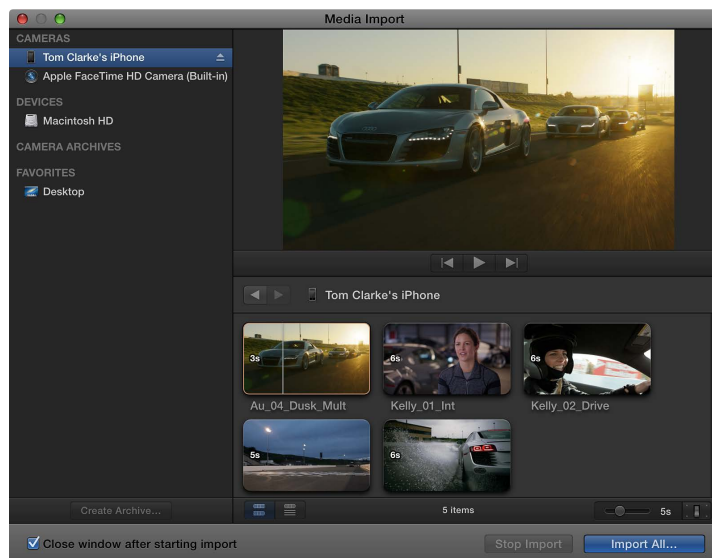 Media Import
CAMERAS
Tom Clarke's iPhone
Apple FaceTime HD Camera (Built-in)
DEVICES
Macintosh HD
CAMERA ARCHIVES
FAVORITES
Desktop
Tom Clarke's iPhone
3s
6s
6s
Au_04_Dusk_Mult
Kelly_01_Int
Kelly_02_Drive
5s
6s
Create Archive...
5 items
5s
Close window after starting import
Stop Import
Import All...